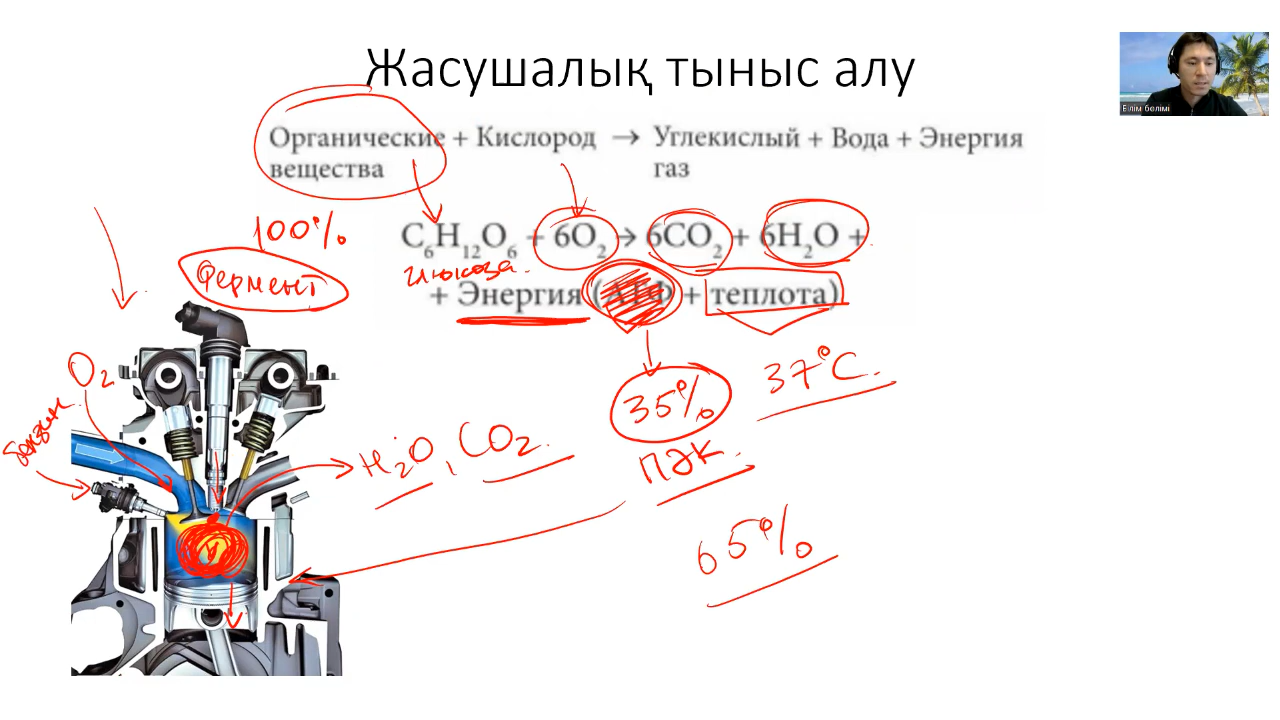 Жасушалық тыныс алу
Білім бөлімі
Органические + Кислород → Углекислый + Вода + Энергия
вещества газ
100%
C₆H₁₂O₆ + 6O₂ → 6CO₂ + 6H₂O +
Фермент
глюкоза.
+ Энергия (АТФ + теплота)
O₂
37°C.
35%
бензин
H₂O, CO₂.
ПӘК.
65%